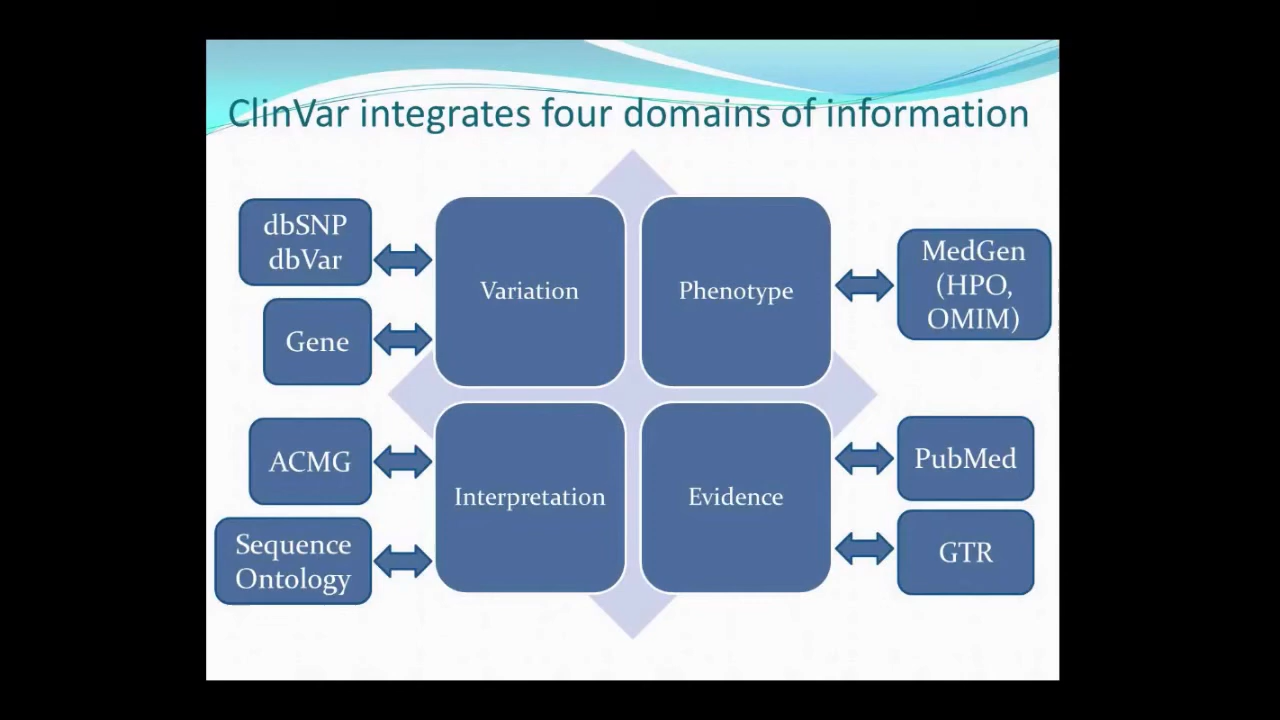 ClinVar integrates four domains of information
dbSNP
dbVar
Gene
Variation
Phenotype
MedGen
(HPO,
OMIM)
ACMG
Sequence
Ontology
Interpretation
Evidence
PubMed
GTR